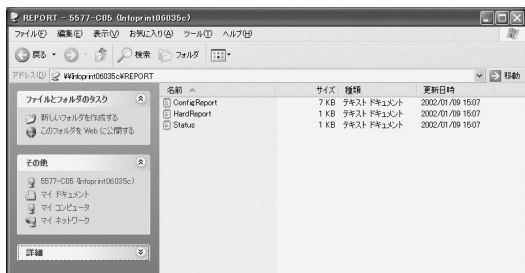 REPORT - 5577-C05 (Infoprint06035c)
ファイル(F) 編集(E) 表示(V) お気に入り(A) ツール(T) ヘルプ(H)
戻る 検索 フォルダ
アドレス(D) ¥¥Infoprint06035c¥REPORT 移動
ファイルとフォルダのタスク
新しいフォルダを作成する
このフォルダを Web に公開する
その他
5577-C05 (Infoprint06035c)
マイ ドキュメント
マイ コンピュータ
マイ ネットワーク
詳細
名前 サイズ 種類 更新日時
ConfigReport 7 KB テキスト ドキュメント 2002/01/09 15:07
HardReport 1 KB テキスト ドキュメント 2002/01/09 15:07
Status 1 KB テキスト ドキュメント 2002/01/09 15:07